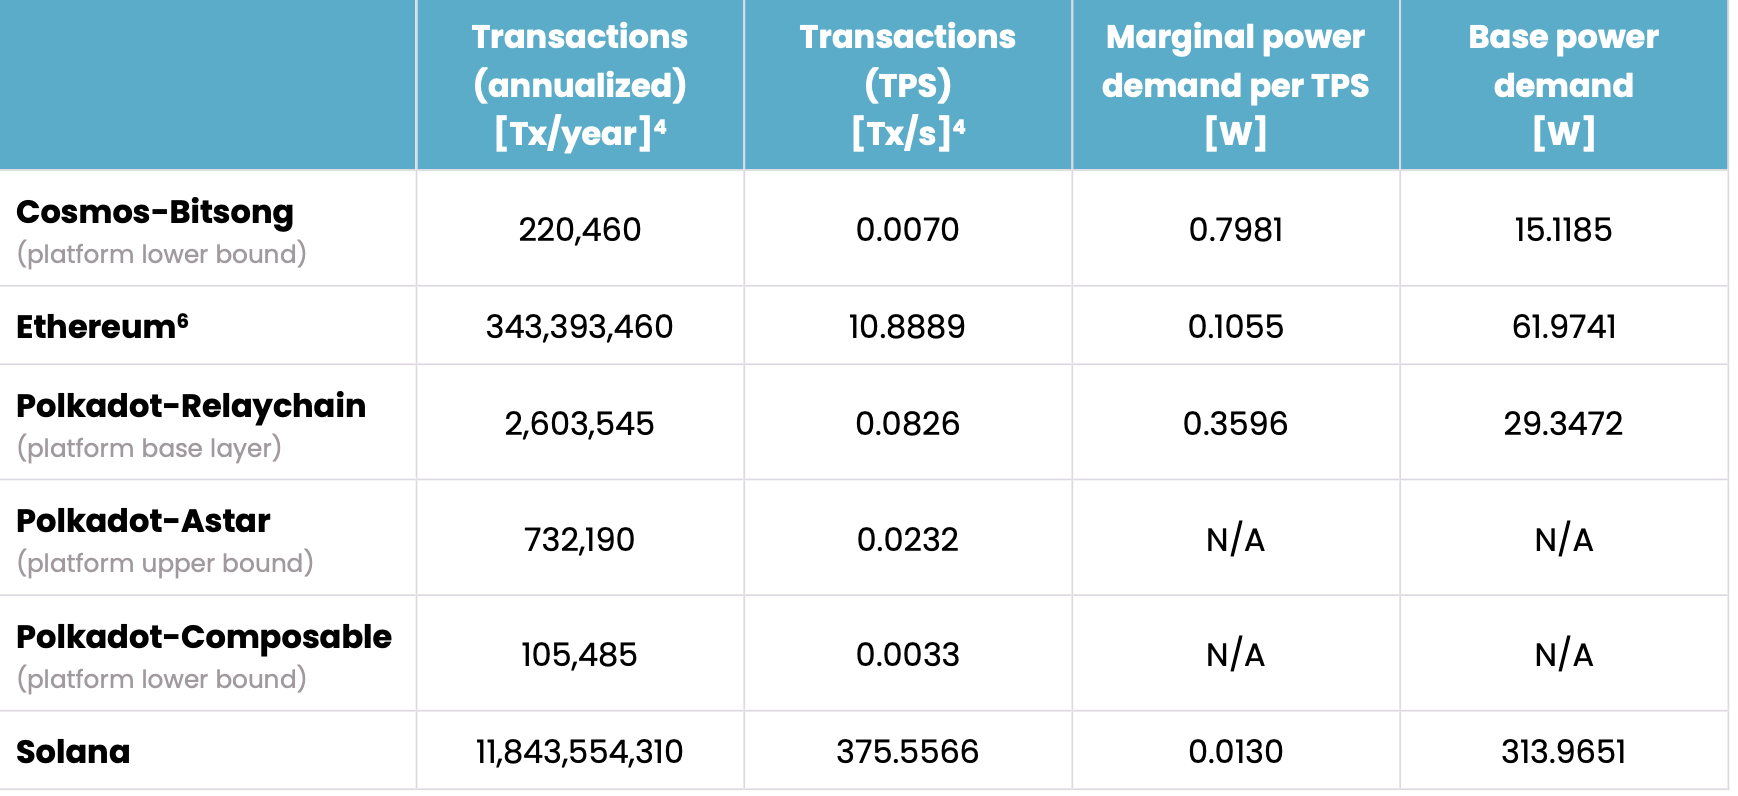 Transactions (annualized) [Tx/year]⁴
Transactions (TPS) [Tx/s]⁴
Marginal power demand per TPS [W]
Base power demand [W]
Cosmos-Bitsong
(platform lower bound)
220,460 0.0070 0.7981 15.1185
Ethereum⁶ 343,393,460 10.8889 0.1055 61.9741
Polkadot-Relaychain
(platform base layer)
2,603,545 0.0826 0.3596 29.3472
Polkadot-Astar
(platform upper bound)
732,190 0.0232 N/A N/A
Polkadot-Composable
(platform lower bound)
105,485 0.0033 N/A N/A
Solana 11,843,554,310 375.5566 0.0130 313.9651